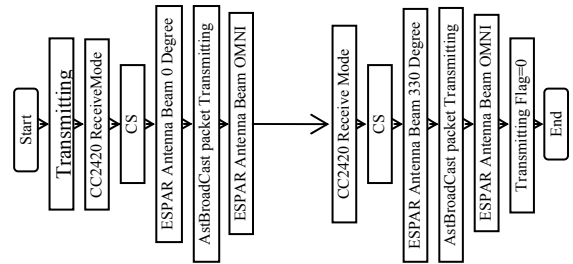 Start
Transmitting
CC2420 ReceiveMode
CS
ESPAR Antenna Beam 0 Degree
AstBroadCast packet Transmitting
ESPAR Antenna Beam OMNI
CC2420 Receive Mode
CS
ESPAR Antenna Beam 330 Degree
AstBroadCast packet Transmitting
ESPAR Antenna Beam OMNI
Transmitting Flag=0
End